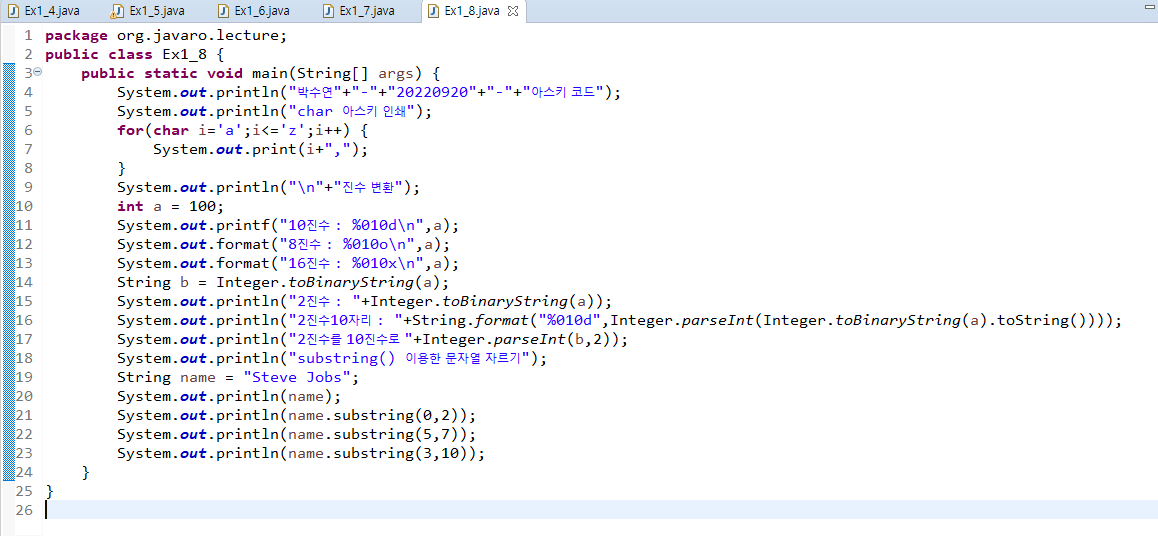 Ex1_4.java Ex1_5.java Ex1_6.java Ex1_7.java Ex1_8.java
1 package org.javaro.lecture;
2 public class Ex1_8 {
3 public static void main(String[] args) {
4 System.out.println("박수연"+"-"+"20220920"+"-"+"아스키 코드");
5 System.out.println("char 아스키 인쇄");
6 for(char i='a';i<='z';i++) {
7 System.out.print(i+",");
8 }
9 System.out.println("\n"+"진수 변환");
10 int a = 100;
11 System.out.printf("10진수 : %010d\n",a);
12 System.out.format("8진수 : %010o\n",a);
13 System.out.format("16진수 : %010x\n",a);
14 String b = Integer.toBinaryString(a);
15 System.out.println("2진수 : "+Integer.toBinaryString(a));
16 System.out.println("2진수10자리 : "+String.format("%010d",Integer.parseInt(Integer.toBinaryString(a).toString())));
17 System.out.println("2진수를 10진수로 "+Integer.parseInt(b,2));
18 System.out.println("substring() 이용한 문자열 자르기");
19 String name = "Steve Jobs";
20 System.out.println(name);
21 System.out.println(name.substring(0,2));
22 System.out.println(name.substring(5,7));
23 System.out.println(name.substring(3,10));
24 }
25 }
26